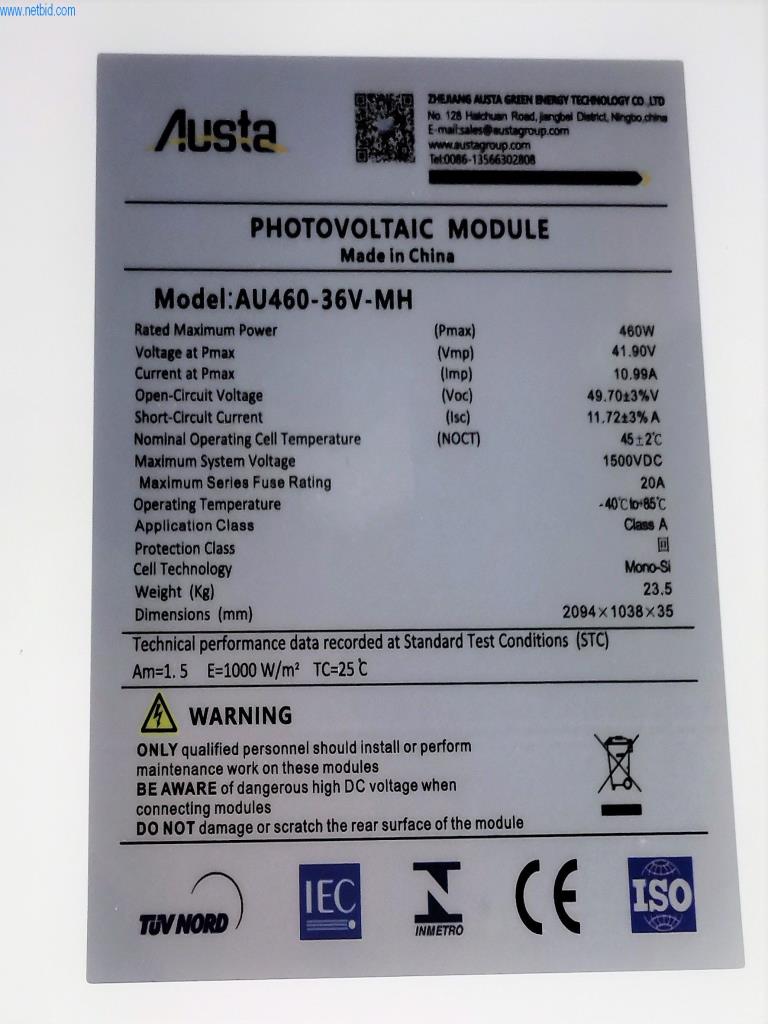 www.netbid.com
Austa
ZHEJIANG AUSTA GREEN ENERGY TECHNOLOGY CO LTD
No. 128 Haichuan Road, jiangbei District, Ningbo,china
E-mail:sales@austagroup.com
www.austagroup.com
Tel:0086-13566302808
PHOTOVOLTAIC MODULE
Made in China
Model:AU460-36V-MH
Rated Maximum Power (Pmax) 460W
Voltage at Pmax (Vmp) 41.90V
Current at Pmax (Imp) 10.99A
Open-Circuit Voltage (Voc) 49.70±3%V
Short-Circuit Current (Isc) 11.72±3% A
Nominal Operating Cell Temperature (NOCT) 45±2℃
Maximum System Voltage 1500VDC
Maximum Series Fuse Rating 20A
Operating Temperature -40℃to+85℃
Application Class Class A
Protection Class
Cell Technology Mono-Si
Weight (Kg) 23.5
Dimensions (mm) 2094×1038×35
Technical performance data recorded at Standard Test Conditions (STC)
Am=1.5 E=1000 W/m² TC=25℃
WARNING
ONLY qualified personnel should install or perform
maintenance work on these modules
BE AWARE of dangerous high DC voltage when
connecting modules
DO NOT damage or scratch the rear surface of the module
TÜV NORD
IEC
INMETRO
CE
ISO